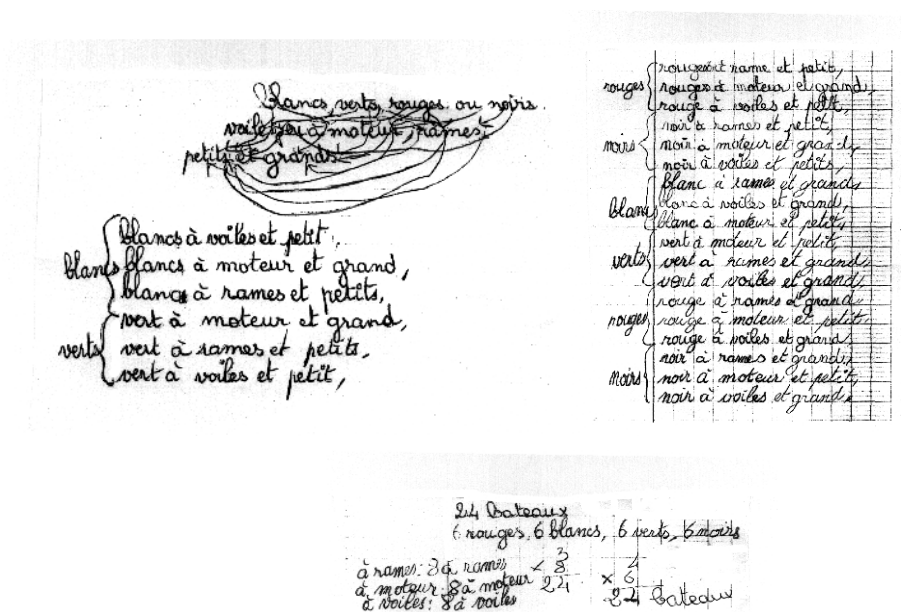 blancs, verts, rouges ou noirs.
voiles ou à moteur, rames,
petits et grands
blancs
blancs à voiles et petit,
blancs à moteur et grand,
blancs à rames et petits,
verts
vert à moteur et grand,
vert à rames et petits,
vert à voiles et petit,
rouges
rouges et rame et petit,
rouges à moteur et grand,
rouge à voiles et petit,
noirs
noir à rames et petit,
noir à moteur et grand,
noir à voiles et petits,
blancs
blanc à rames et grands
blanc à voiles et grand,
blanc à moteur et petit,
verts
vert à moteur et petit,
vert à rames et grand,
vert à voiles et grand,
rouges
rouge à rames et grand
rouge à moteur et petit,
rouge à voiles et grand
noirs
noir à rames et grand,
noir à moteur et petit,
noir à voiles et grand,
24 Bateaux
6 rouges, 6 blancs, 6 verts, 6 noirs
à rames: 8 à rames
à moteur: 8 à moteur
à voiles: 8 à voiles
3
× 8
24
4
× 6
24 Bateaux